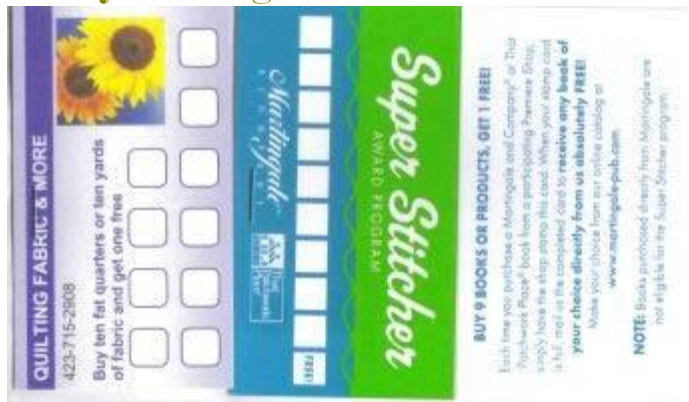 QUILTING FABRIC & MORE
423-715-2908
Buy ten fat quarters or ten yards
of fabric and get one free
Martingale
FREE!
Super Stitcher
AWARD PROGRAM
BUY 9 BOOKS OR PRODUCTS, GET 1 FREE!
Each time you purchase a Martingale and Company® or That
Patchwork Place® book from a participating Premiere Shop,
simply have the shop stamp this card. When your stamp card
is full, mail us the completed card to receive any book of
your choice directly from us absolutely FREE!
Make your choice from our online catalog at
www.martingale-pub.com
NOTE: Books purchased directly from Martingale are
not eligible for the Super Stitcher program